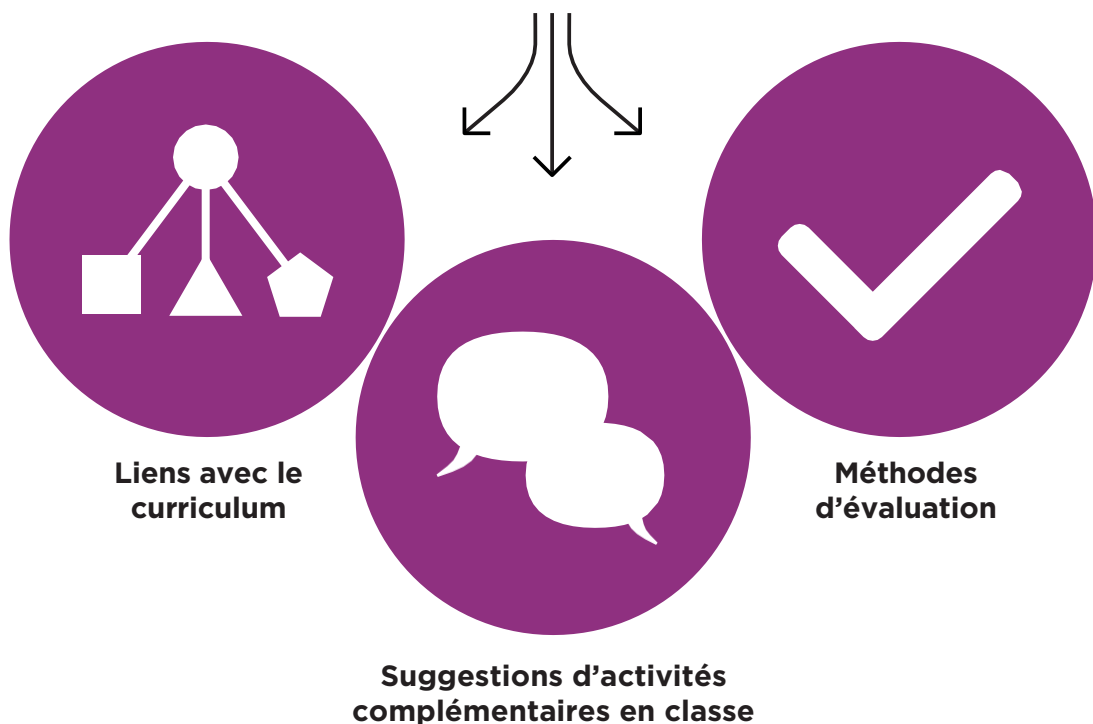 Liens avec le
curriculum
Méthodes
d’évaluation
Suggestions d’activités
complémentaires en classe